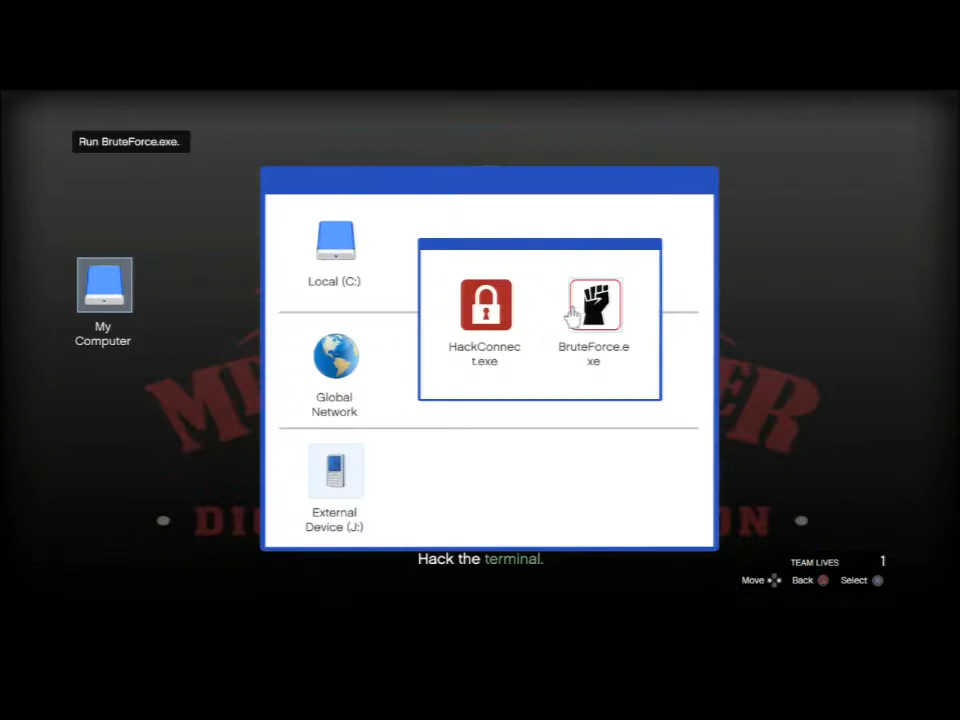 Run BruteForce.exe.
Local (C:)
HackConnec
t.exe
BruteForce.e
xe
My
Computer
Global
Network
External
Device (J:)
Hack the terminal.
TEAM LIVES 1
Move Back Select